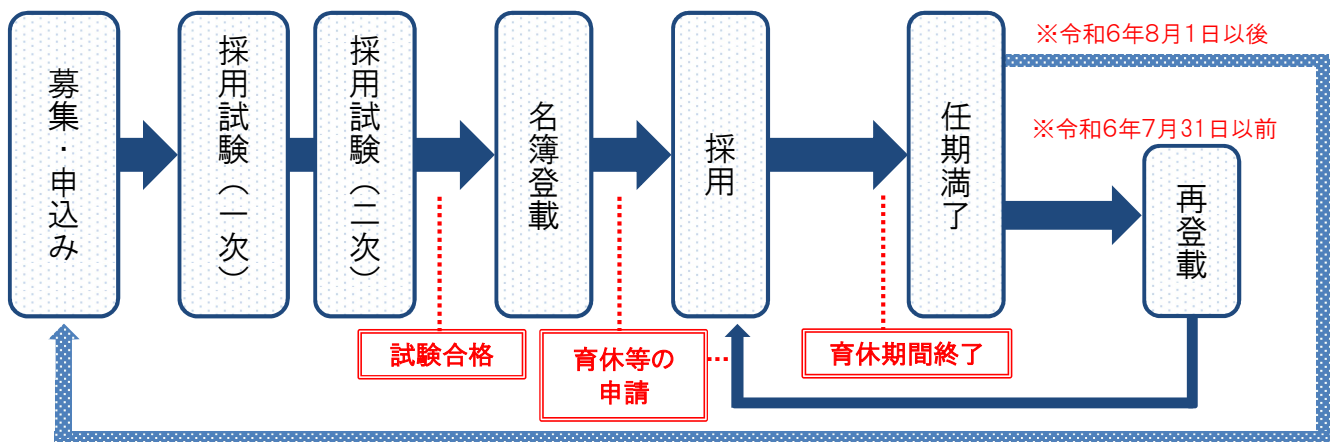 募集・申込み
採用試験（一次）
採用試験（二次）
名簿登載
採用
任期満了
※令和6年8月1日以後
※令和6年7月31日以前
再登載
試験合格
育休等の
申請
育休期間終了